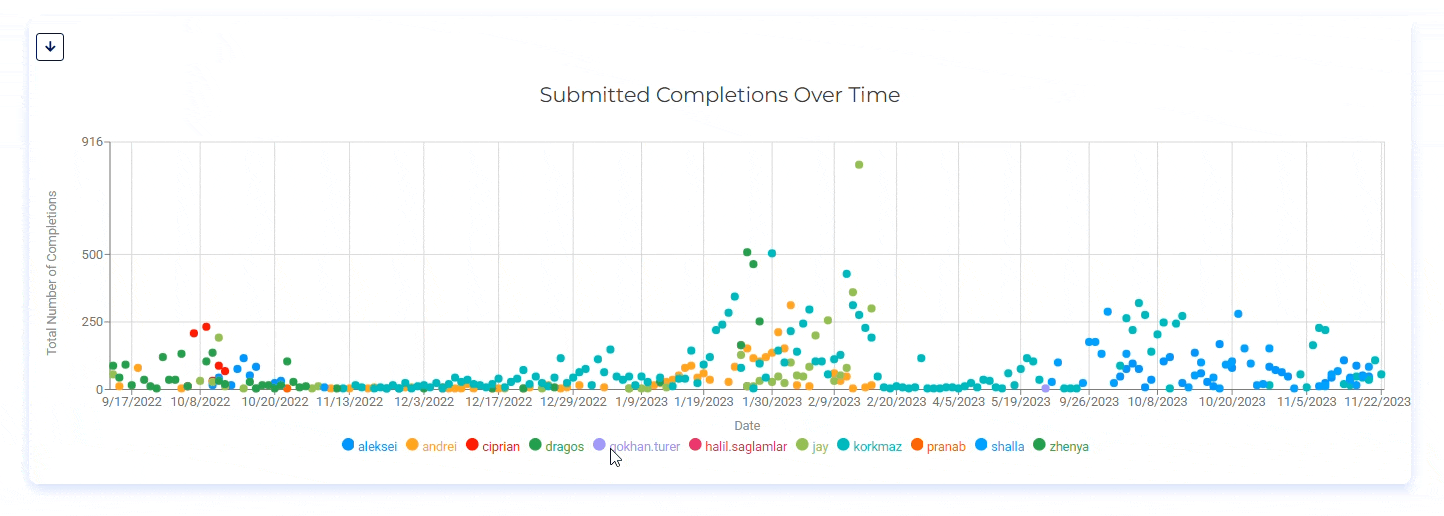 Submitted Completions Over Time
916
500
250
0
Total Number of Completions
9/17/2022 10/8/2022 10/20/2022 11/13/2022 12/3/2022 12/17/2022 12/29/2022 1/9/2023 1/19/2023 1/30/2023 2/9/2023 2/20/2023 4/5/2023 5/19/2023 9/26/2023 10/8/2023 10/20/2023 11/5/2023 11/22/2023
Date
aleksei andrei ciprian dragos gokhan.turer halil.saglamlar jay korkmaz pranab shalla zhenya